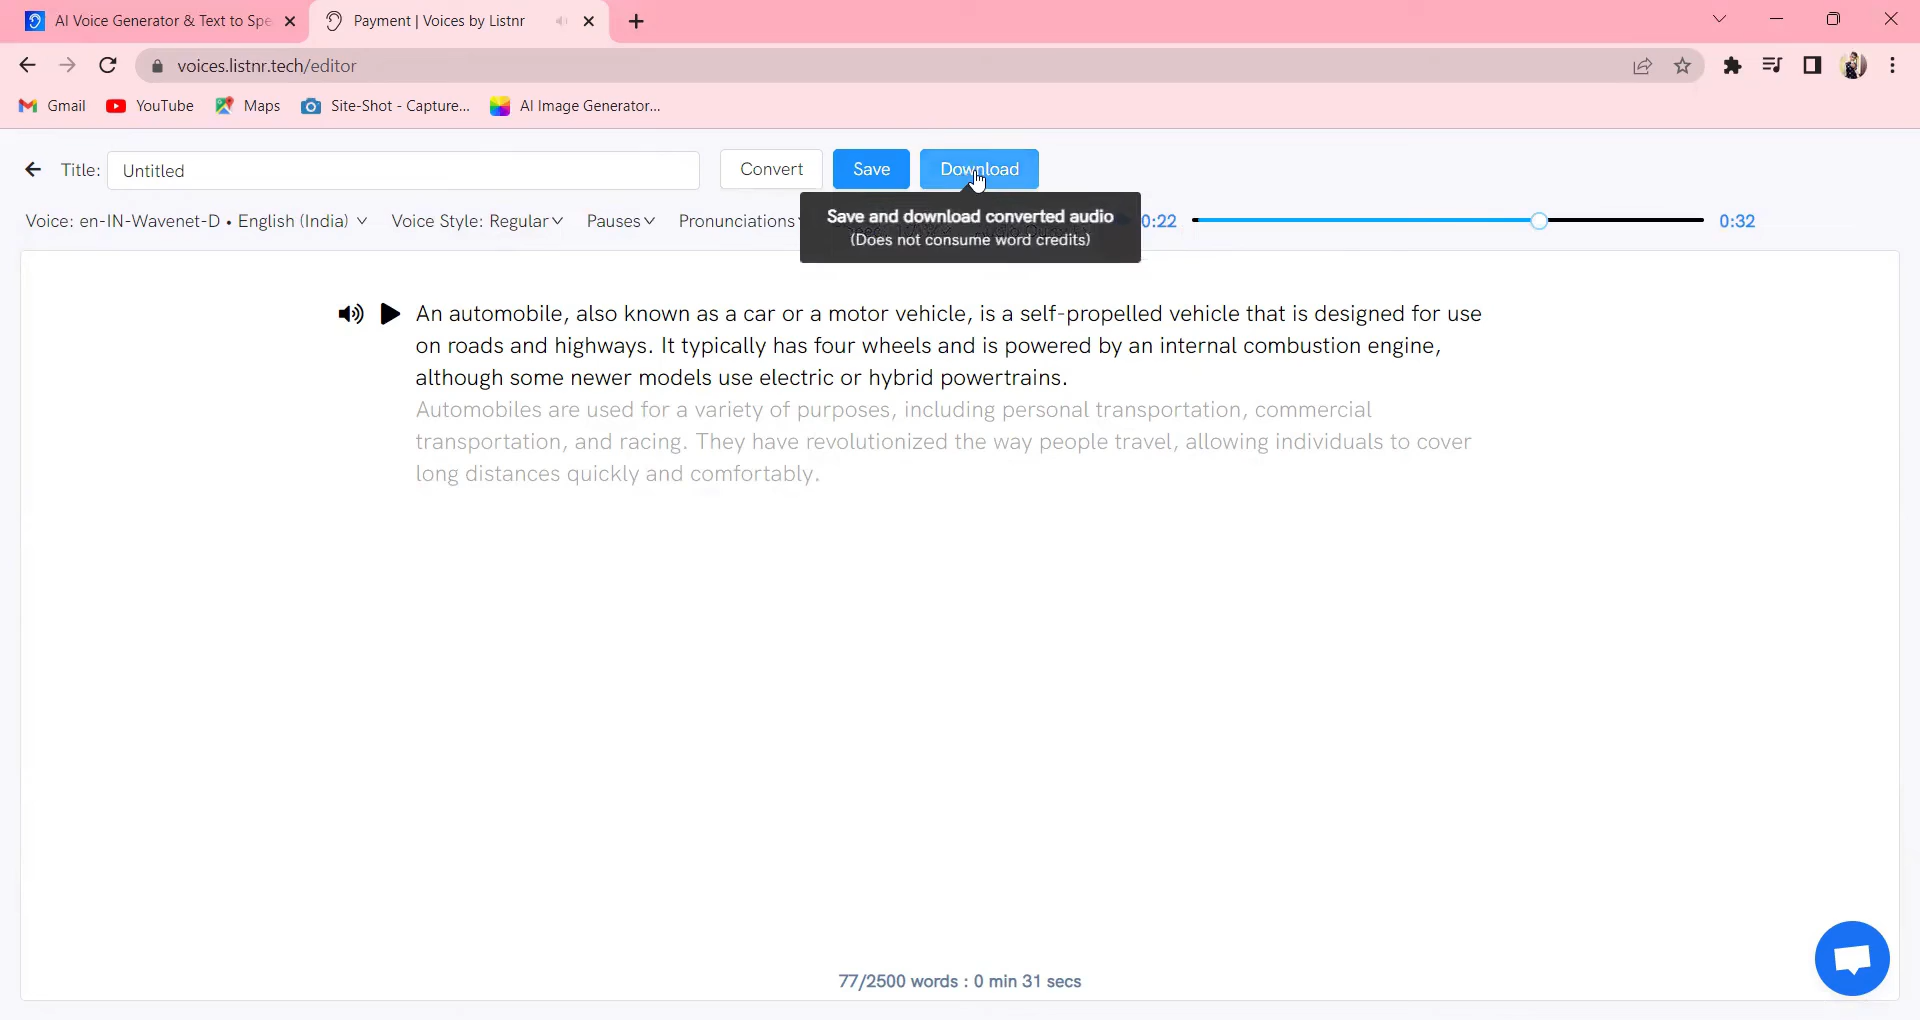 AI Voice Generator & Text to Spe
Payment | Voices by Listnr
voices.listnr.tech/editor
Gmail
YouTube
Maps
Site-Shot - Capture...
AI Image Generator...
Title:
Untitled
Convert
Save
Download
Voice: en-IN-Wavenet-D • English (India)
Voice Style: Regular
Pauses
Pronunciations
Save and download converted audio
(Does not consume word credits)
0:22
0:32
An automobile, also known as a car or a motor vehicle, is a self-propelled vehicle that is designed for use
on roads and highways. It typically has four wheels and is powered by an internal combustion engine,
although some newer models use electric or hybrid powertrains.
Automobiles are used for a variety of purposes, including personal transportation, commercial
transportation, and racing. They have revolutionized the way people travel, allowing individuals to cover
long distances quickly and comfortably.
77/2500 words : 0 min 31 secs